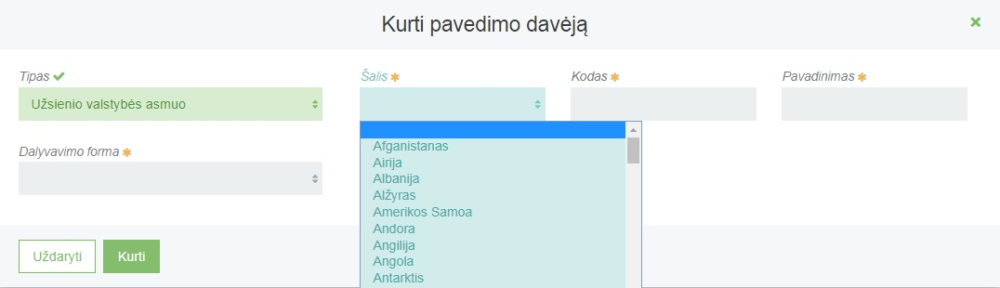 Kurti pavedimo davėją
Tipas
Šalis
Kodas
Pavadinimas
Užsienio valstybės asmuo
Dalyvavimo forma
Afganistanas
Airija
Albanija
Alžyras
Amerikos Samoa
Andora
Angilija
Angola
Antarktis
Uždaryti
Kurti